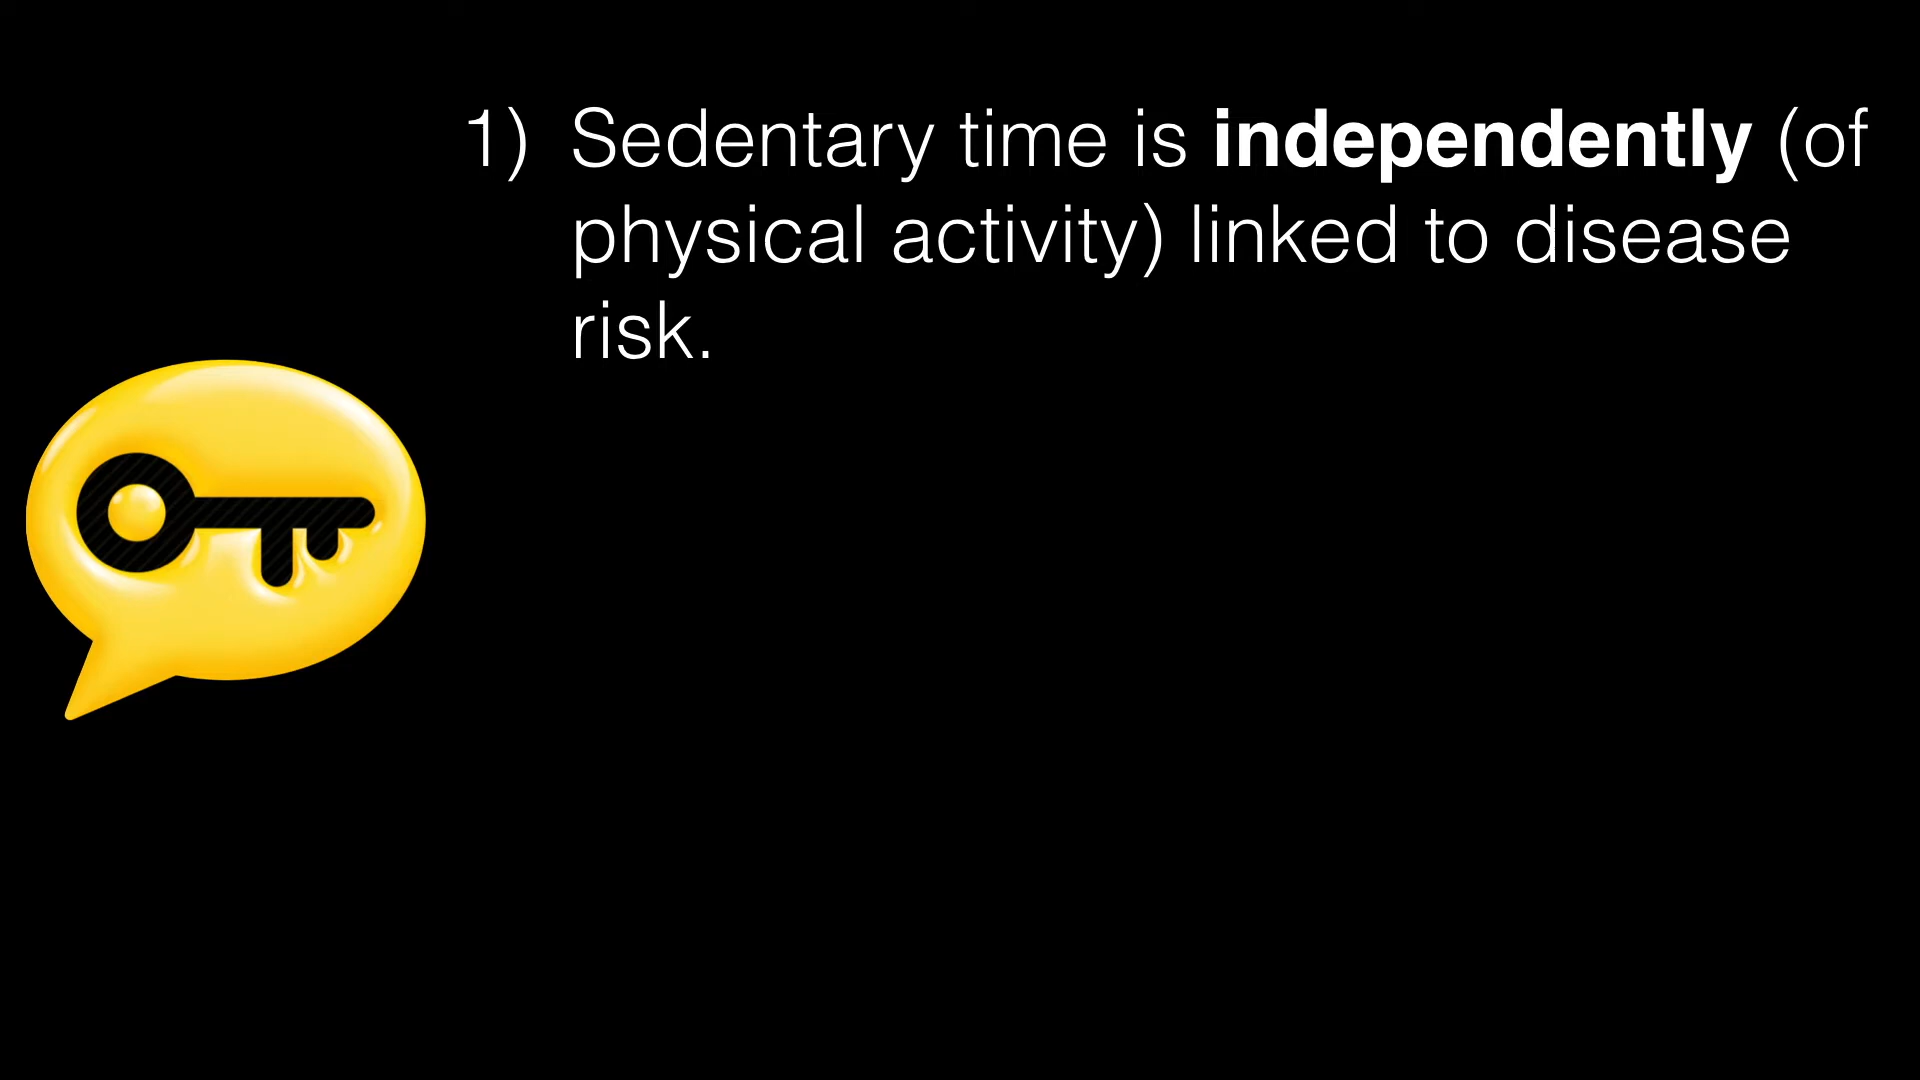 1) Sedentary time is independently (of
physical activity) linked to disease
risk.